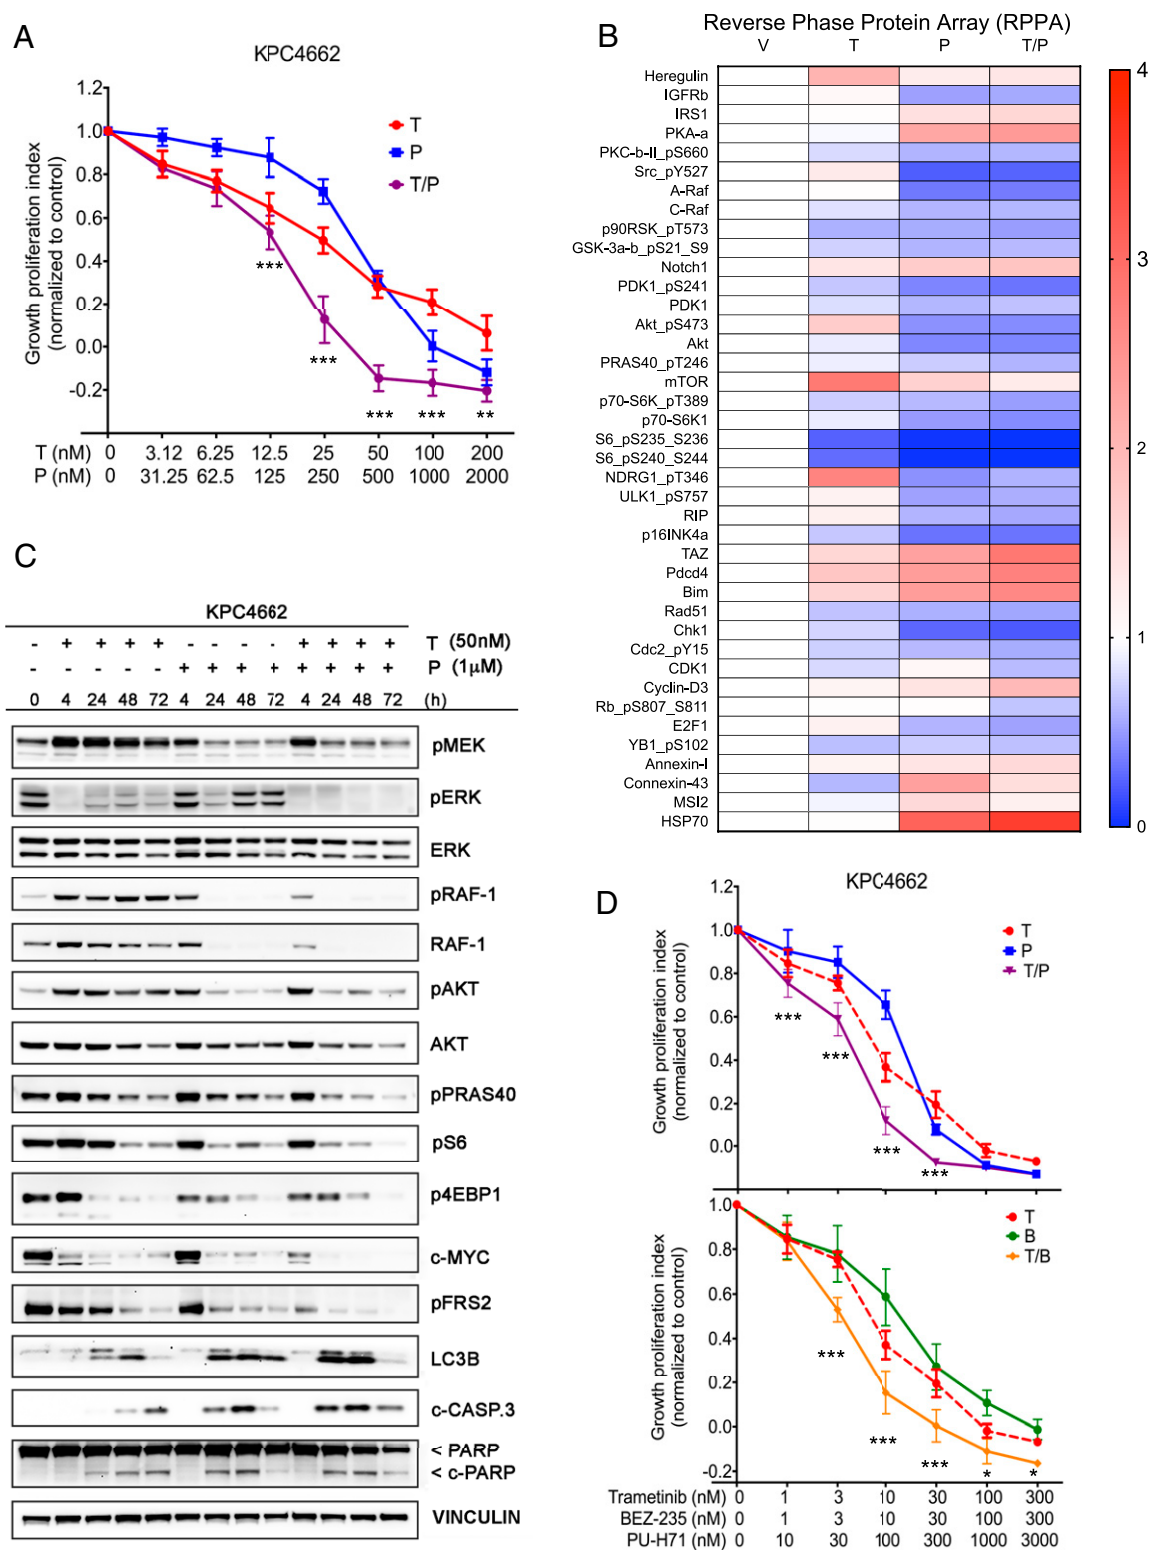 A
KPC4662
Growth proliferation index
(normalized to control)
1.2
1.0
0.8
0.6
0.4
0.2
0.0
-0.2
T
P
T/P
***
***
***
***
**
T (nM) 0 3.12 6.25 12.5 25 50 100 200
P (nM) 0 31.25 62.5 125 250 500 1000 2000
B
Reverse Phase Protein Array (RPPA)
V T P T/P
Heregulin
IGFRb
IRS1
PKA-a
PKC-b-II_pS660
Src_pY527
A-Raf
C-Raf
p90RSK_pT573
GSK-3a-b_pS21_S9
Notch1
PDK1_pS241
PDK1
Akt_pS473
Akt
PRAS40_pT246
mTOR
p70-S6K_pT389
p70-S6K1
S6_pS235_S236
S6_pS240_S244
NDRG1_pT346
ULK1_pS757
RIP
p16INK4a
TAZ
Pdcd4
Bim
Rad51
Chk1
Cdc2_pY15
CDK1
Cyclin-D3
Rb_pS807_S811
E2F1
YB1_pS102
Annexin-I
Connexin-43
MSI2
HSP70
4
3
2
1
0
C
KPC4662
- + + + + - - - - + + + + T (50nM)
- - - - - + + + + + + + + P (1µM)
0 4 24 48 72 4 24 48 72 4 24 48 72 (h)
pMEK
pERK
ERK
pRAF-1
RAF-1
pAKT
AKT
pPRAS40
pS6
p4EBP1
c-MYC
pFRS2
LC3B
c-CASP.3
< PARP
< c-PARP
VINCULIN
D
KPC4662
Growth proliferation index
(normalized to control)
1.2
1.0
0.8
0.6
0.4
0.2
0.0
T
P
T/P
***
***
***
***
Growth proliferation index
(normalized to control)
1.0
0.8
0.6
0.4
0.2
0.0
-0.2
T
B
T/B
***
***
***
*
*
Trametinib (nM) 0 1 3 10 30 100 300
BEZ-235 (nM) 0 1 3 10 30 100 300
PU-H71 (nM) 0 10 30 100 300 1000 3000